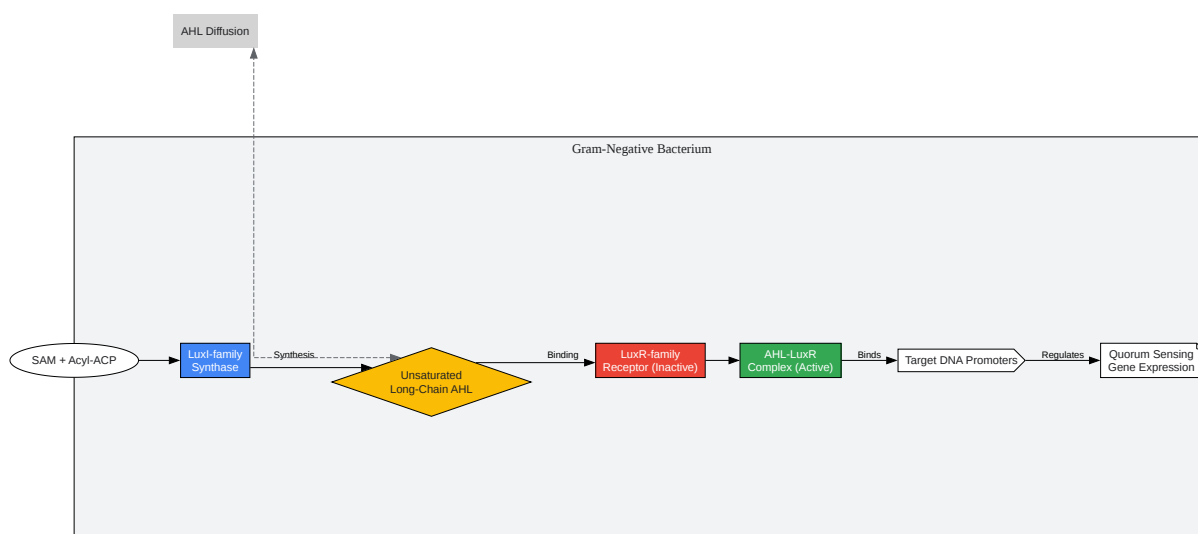 AHL Diffusion
Gram-Negative Bacterium
SAM + Acyl-ACP
LuxI-family
Synthase
Synthesis
Unsaturated
Long-Chain AHL
Binding
LuxR-family
Receptor (Inactive)
AHL-LuxR
Complex (Active)
Binds
Target DNA Promoters
Regulates
Quorum Sensing
Gene Expression